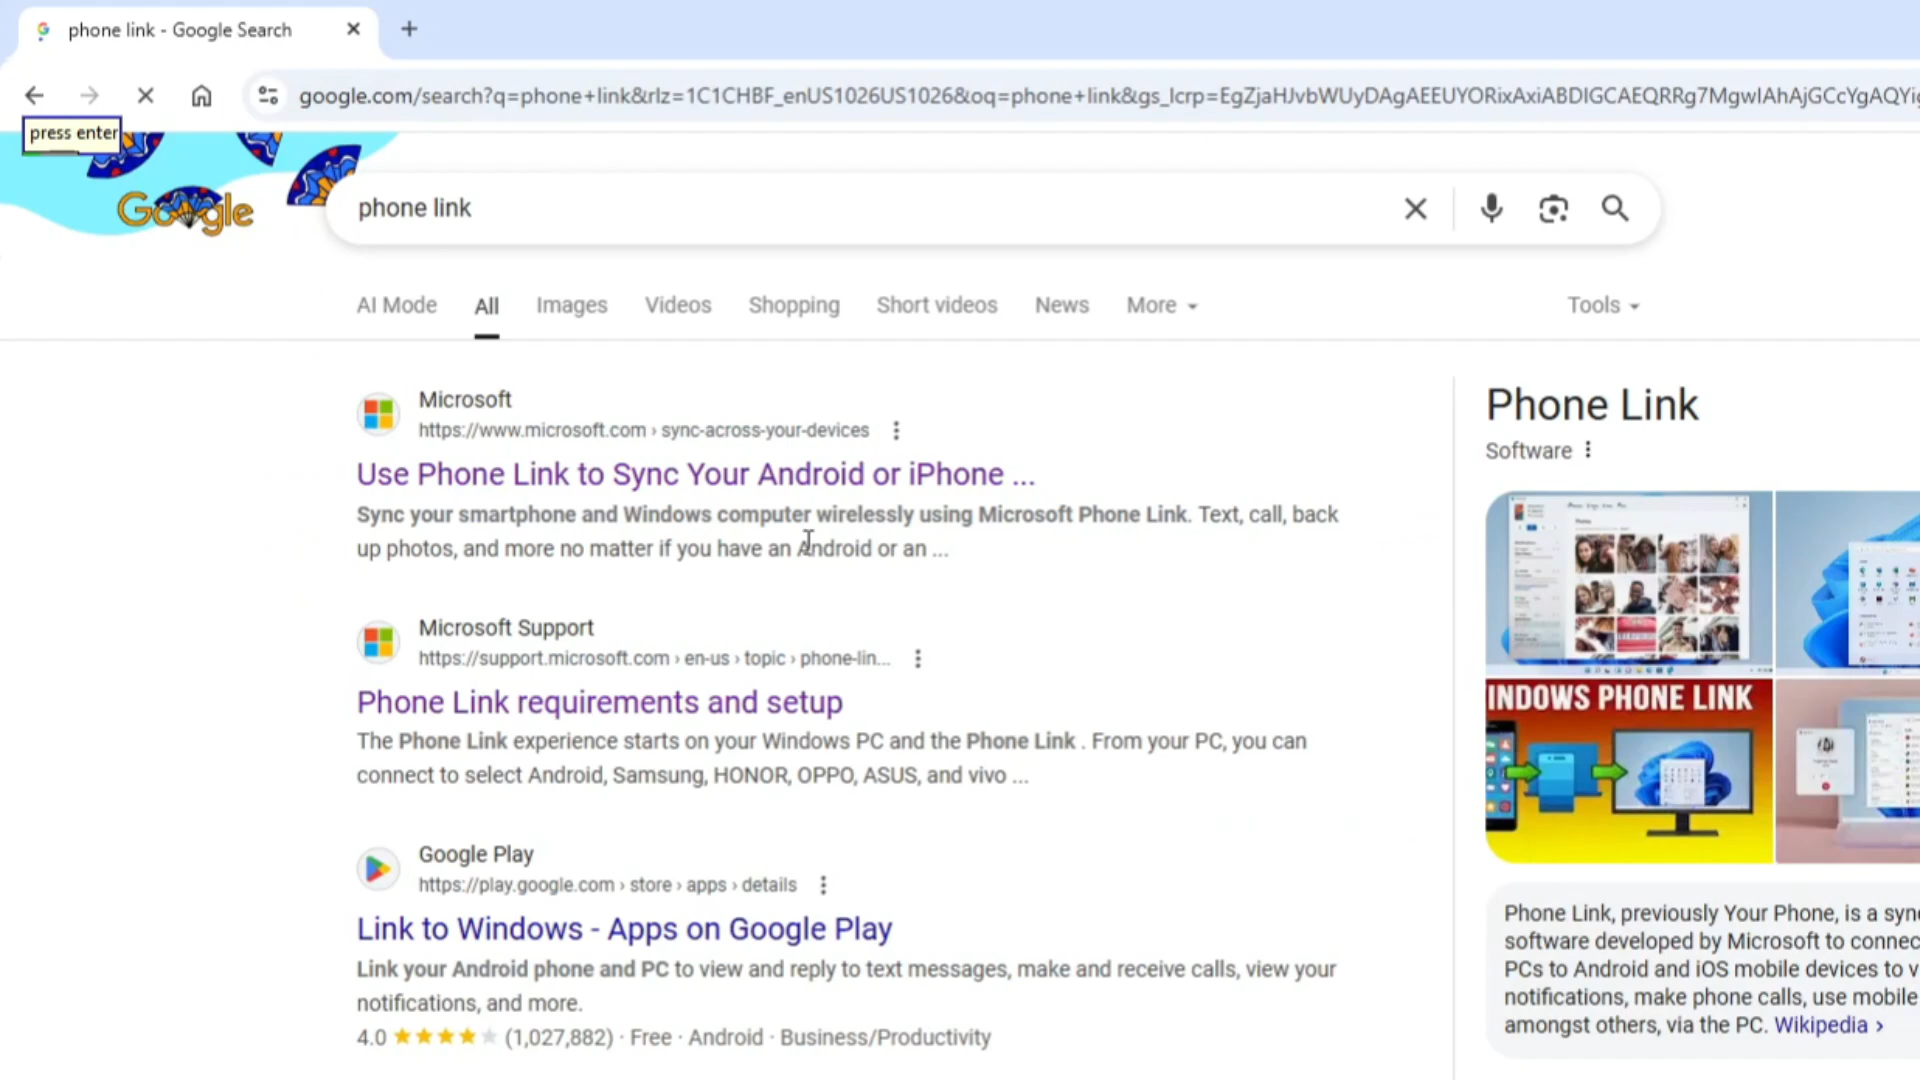 phone link - Google Search
google.com/search?q=phone+link&rlz=1C1CHBF_enUS1026US1026&oq=phone+link&gs_lcrp=
press enter
Google
phone link
AI Mode All Images Videos Shopping Short videos News More Tools
Microsoft
https://www.microsoft.com › sync-across-your-devices
Use Phone Link to Sync Your Android or iPhone ...
Sync your smartphone and Windows computer wirelessly using Microsoft Phone Link. Text, call, back
up photos, and more no matter if you have an Android or an ...
Microsoft Support
https://support.microsoft.com › en-us › topic › phone-lin...
Phone Link requirements and setup
The Phone Link experience starts on your Windows PC and the Phone Link . From your PC, you can
connect to select Android, Samsung, HONOR, OPPO, ASUS, and vivo ...
Google Play
https://play.google.com › store › apps › details
Link to Windows - Apps on Google Play
Link your Android phone and PC to view and reply to text messages, make and receive calls, view your
notifications, and more.
4.0 (1,027,882) · Free · Android · Business/Productivity
Phone Link
Software
INDOWS PHONE LINK
Phone Link, previously Your Phone, is a sync
software developed by Microsoft to connec
PCs to Android and iOS mobile devices to v
notifications, make phone calls, use mobile
amongst others, via the PC. Wikipedia ›